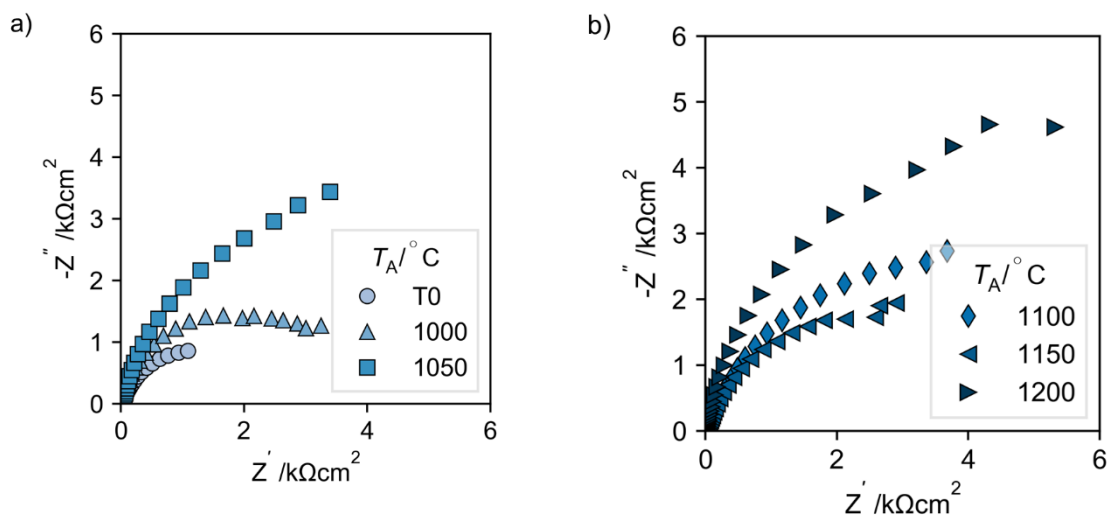 a)
6
5
4
3
2
1
0
-Z″ /kΩcm²
0 2 4 6
Z′ /kΩcm²
T_A/°C
T0
1000
1050
b)
6
5
4
3
2
1
0
-Z″ /kΩcm²
0 2 4 6
Z′ /kΩcm²
T_A/°C
1100
1150
1200